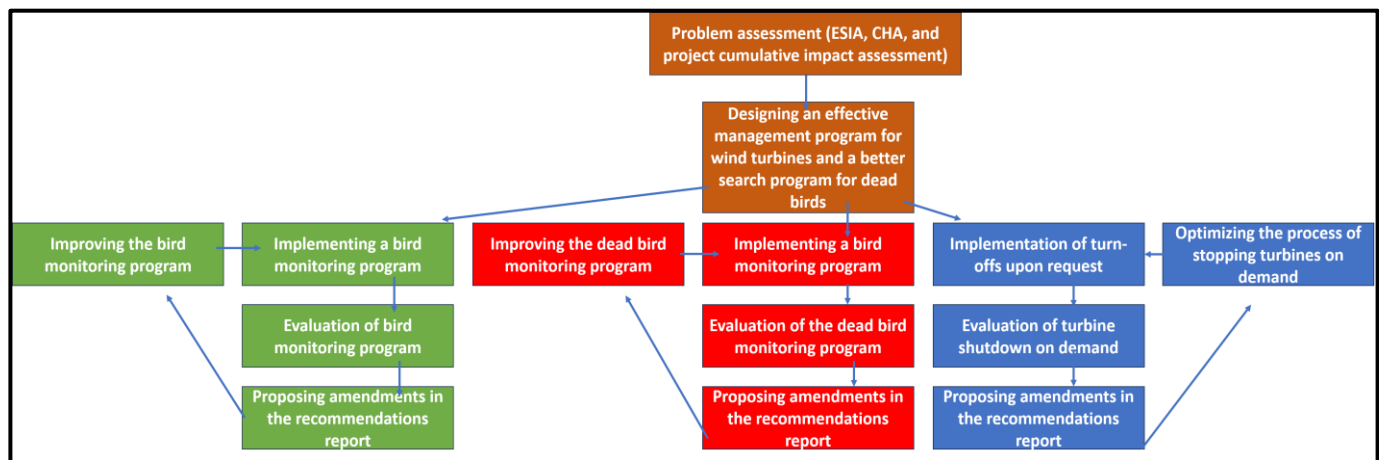 Problem assessment (ESIA, CHA, and
project cumulative impact assessment)
Designing an effective
management program for
wind turbines and a better
search program for dead
birds
Improving the bird
monitoring program
Implementing a bird
monitoring program
Improving the dead bird
monitoring program
Implementing a bird
monitoring program
Implementation of turn-
offs upon request
Optimizing the process of
stopping turbines on
demand
Evaluation of bird
monitoring program
Evaluation of the dead bird
monitoring program
Evaluation of turbine
shutdown on demand
Proposing amendments in
the recommendations
report
Proposing amendments in
the recommendations
report
Proposing amendments in
the recommendations
report